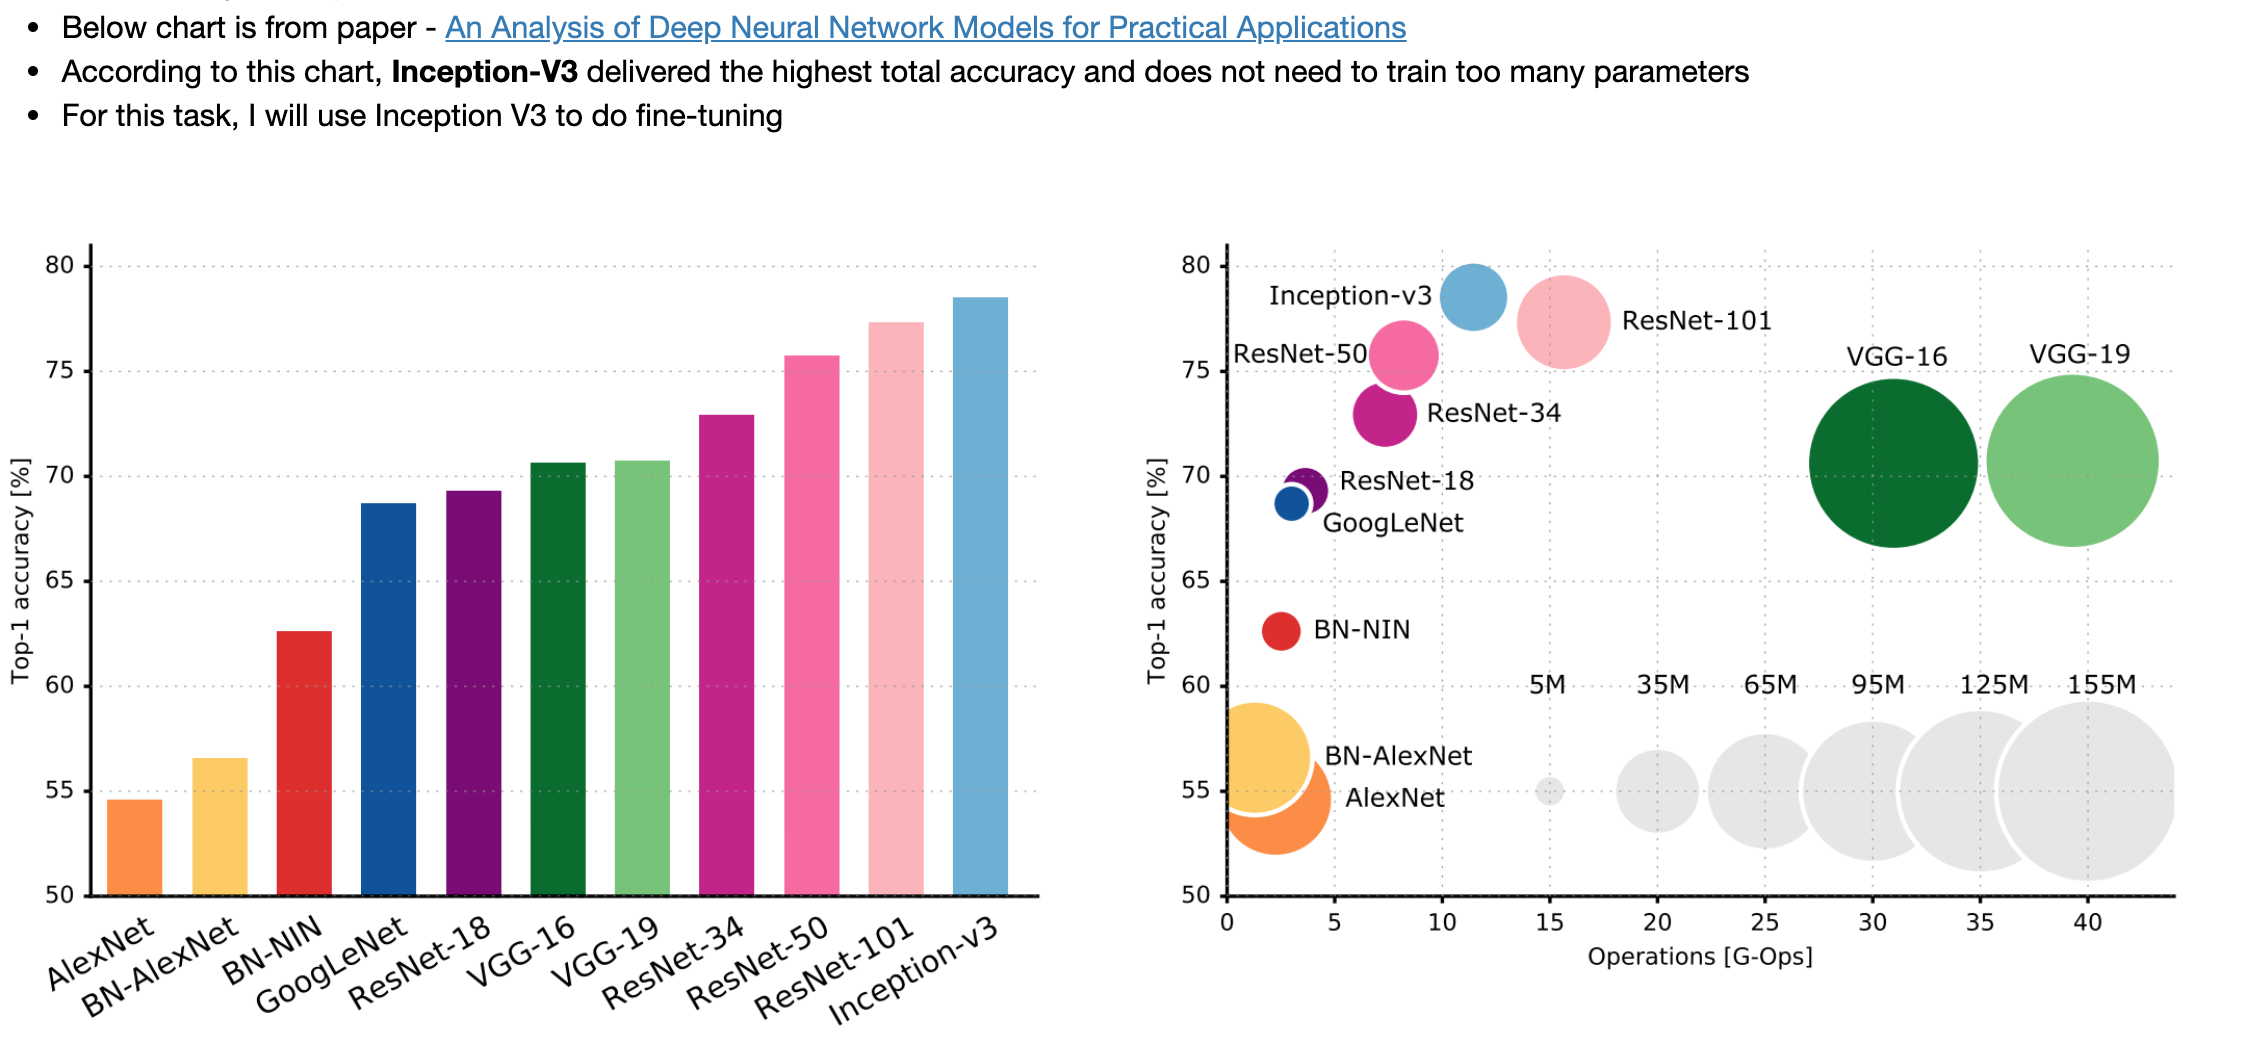 • Below chart is from paper - An Analysis of Deep Neural Network Models for Practical Applications
• According to this chart, Inception-V3 delivered the highest total accuracy and does not need to train too many parameters
• For this task, I will use Inception V3 to do fine-tuning
80
75
70
65
60
55
50
Top-1 accuracy [%]
AlexNet
BN-AlexNet
BN-NIN
GoogLeNet
ResNet-18
VGG-16
VGG-19
ResNet-34
ResNet-50
ResNet-101
Inception-v3
80
75
70
65
60
55
50
Top-1 accuracy [%]
Inception-v3
ResNet-101
ResNet-50
VGG-16
VGG-19
ResNet-34
ResNet-18
GoogLeNet
BN-NIN
5M 35M 65M 95M 125M 155M
BN-AlexNet
AlexNet
0 5 10 15 20 25 30 35 40
Operations [G-Ops]